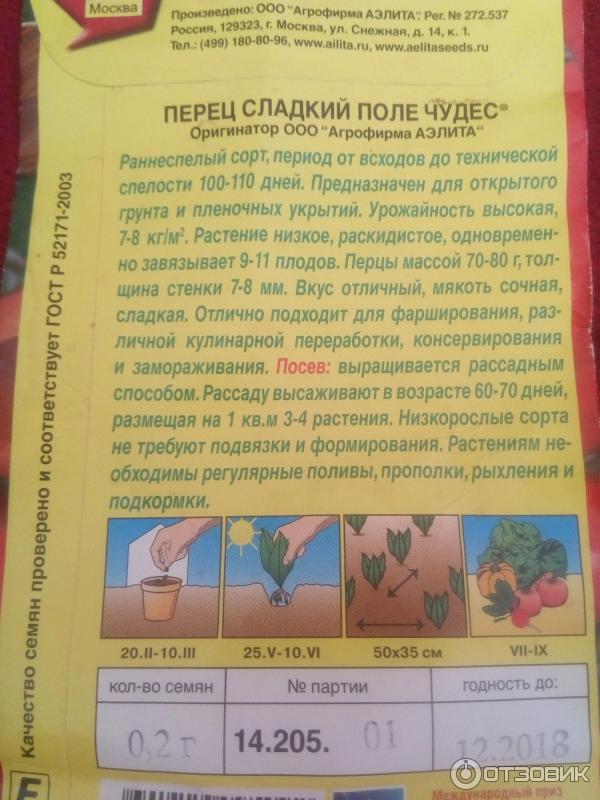 Москва
Произведено: ООО "Агрофирма АЭЛИТА". Рег. № 272.537
Россия, 129323, г. Москва, ул. Снежная, д. 14, к. 1.
Тел.: (499) 180-80-96, www.ailita.ru, www.aelitaseeds.ru
ПЕРЕЦ СЛАДКИЙ ПОЛЕ ЧУДЕС®
Оригинатор ООО "Агрофирма АЭЛИТА"
Раннеспелый сорт, период от всходов до технической
спелости 100-110 дней. Предназначен для открытого
грунта и пленочных укрытий. Урожайность высокая,
7-8 кг/м². Растение низкое, раскидистое, одновремен-
но завязывает 9-11 плодов. Перцы массой 70-80 г, тол-
щина стенки 7-8 мм. Вкус отличный, мякоть сочная,
сладкая. Отлично подходит для фарширования, раз-
личной кулинарной переработки, консервирования
и замораживания. Посев: выращивается рассадным
способом. Рассаду высаживают в возрасте 60-70 дней,
размещая на 1 кв.м 3-4 растения. Низкорослые сорта
не требуют подвязки и формирования. Растениям не-
обходимы регулярные поливы, прополки, рыхления и
подкормки.
Качество семян проверено и соответствует ГОСТ Р 52171-2003
20.II-10.III 25.V-10.VI 50х35 см VII-IX
кол-во семян № партии годность до:
0,2 г 14.205. 01 12.2018
Международный приз
ОТЗОВИК